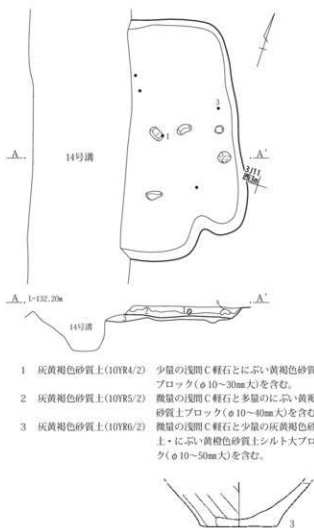 3
1
A
14号溝
A'
3J11
西3m
A
L=132.20m
A'
14号溝
1 灰黄褐色砂質土(10YR4/2) 少量の浅間C軽石とにぶい黄褐色砂質
ブロック(φ10~30mm大)を含む。
2 灰黄褐色砂質土(10YR5/2) 微量の浅間C軽石と多量のにぶい黄褐
砂質土ブロック(φ10~40mm大)を含む
3 灰黄褐色砂質土(10YR6/2) 微量の浅間C軽石と少量の灰黄褐色砂
土・にぶい黄橙色砂質土シルト大ブロ
ク(φ10~50mm大)を含む。
3